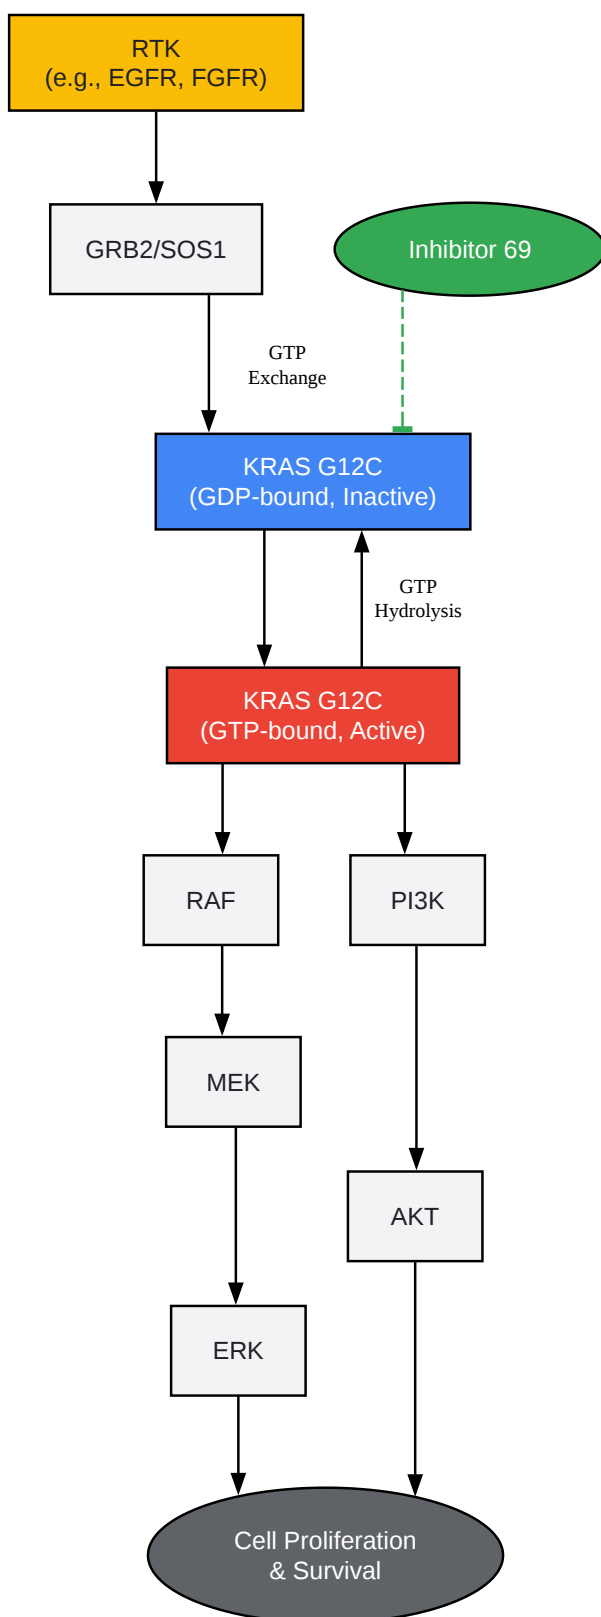 RTK
(e.g., EGFR, FGFR)
GRB2/SOS1
Inhibitor 69
GTP
Exchange
KRAS G12C
(GDP-bound, Inactive)
GTP
Hydrolysis
KRAS G12C
(GTP-bound, Active)
RAF
PI3K
MEK
AKT
ERK
Cell Proliferation
& Survival